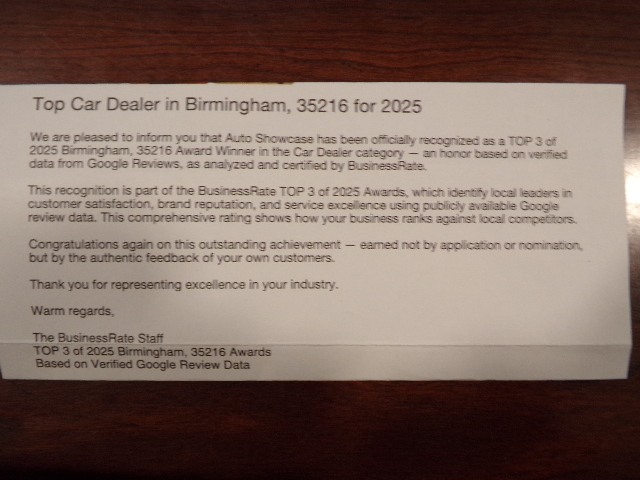 Top Car Dealer in Birmingham, 35216 for 2025
We are pleased to inform you that Auto Showcase has been officially recognized as a TOP 3 of
2025 Birmingham, 35216 Award Winner in the Car Dealer category — an honor based on verified
data from Google Reviews, as analyzed and certified by BusinessRate.
This recognition is part of the BusinessRate TOP 3 of 2025 Awards, which identify local leaders in
customer satisfaction, brand reputation, and service excellence using publicly available Google
review data. This comprehensive rating shows how your business ranks against local competitors.
Congratulations again on this outstanding achievement — earned not by application or nomination,
but by the authentic feedback of your own customers.
Thank you for representing excellence in your industry.
Warm regards,
The BusinessRate Staff
TOP 3 of 2025 Birmingham, 35216 Awards
Based on Verified Google Review Data